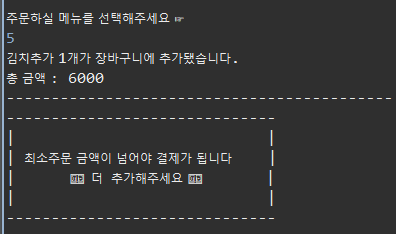 주문하실 메뉴를 선택해주세요 ☞
5
김치추가 1개가 장바구니에 추가됐습니다.
총 금액 : 6000
--------------------------------------------
------------------------------
|                              |
| 최소주문 금액이 넘어야 결제가 됩니다 |
| 더 추가해주세요 |
|                              |
------------------------------